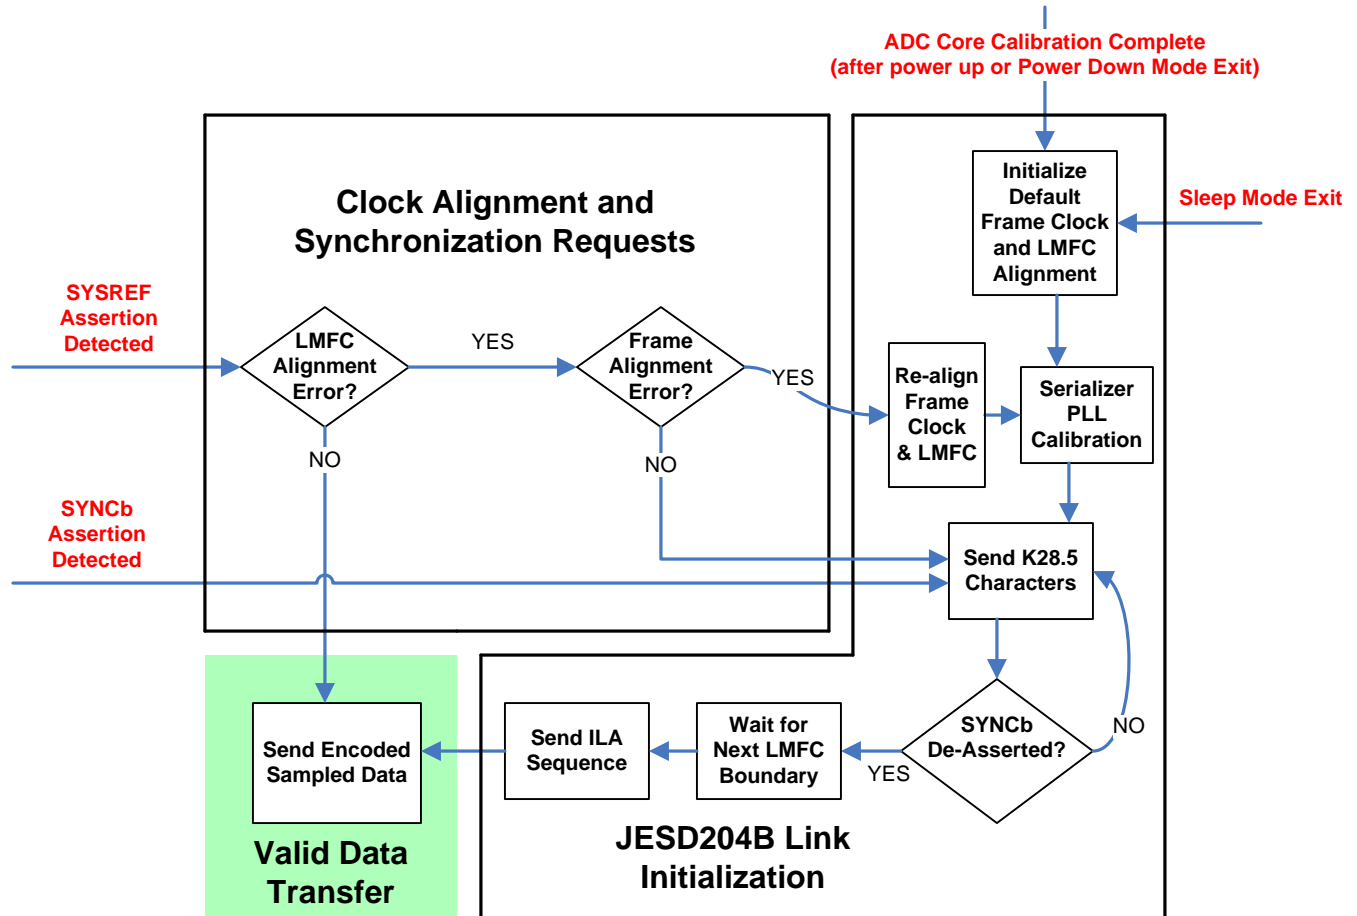 ADC Core Calibration Complete
(after power up or Power Down Mode Exit)
Clock Alignment and
Synchronization Requests
Initialize
Default
Frame Clock
and LMFC
Alignment
Sleep Mode Exit
SYSREF
Assertion
Detected
LMFC
Alignment
Error?
YES
Frame
Alignment
Error?
YES
Re-align
Frame
Clock
& LMFC
Serializer
PLL
Calibration
NO
NO
SYNCb
Assertion
Detected
Send K28.5
Characters
Send Encoded
Sampled Data
Send ILA
Sequence
Wait for
Next LMFC
Boundary
YES
SYNCb
De-Asserted?
NO
Valid Data
Transfer
JESD204B Link
Initialization